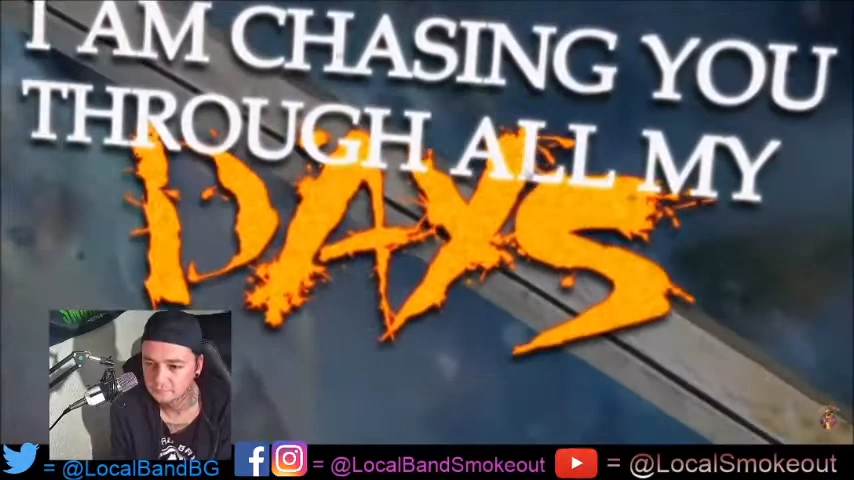 I AM CHASING YOU
THROUGH ALL MY
DAYS
= @LocalBandBG
= @LocalBandSmokeout
= @LocalSmokeout